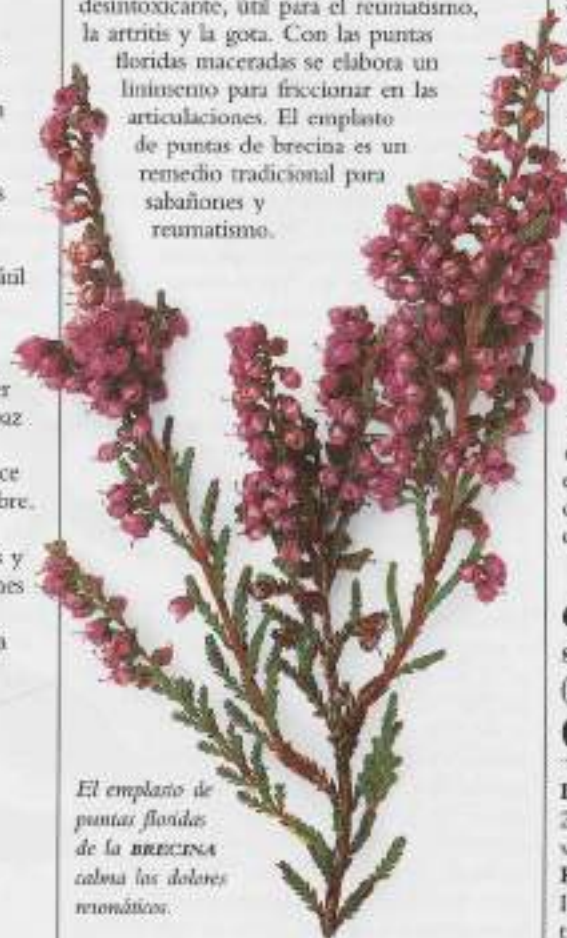 desintoxicante, útil para el reumatismo,
la artritis y la gota. Con las puntas
floridas maceradas se elabora un
linimento para friccionar en las
articulaciones. El emplasto
de puntas de brecina es un
remedio tradicional para
sabañones y
reumatismo.
El emplasto de
puntas floridas
de la BRECINA
calma los dolores
reumáticos.
ce
s y